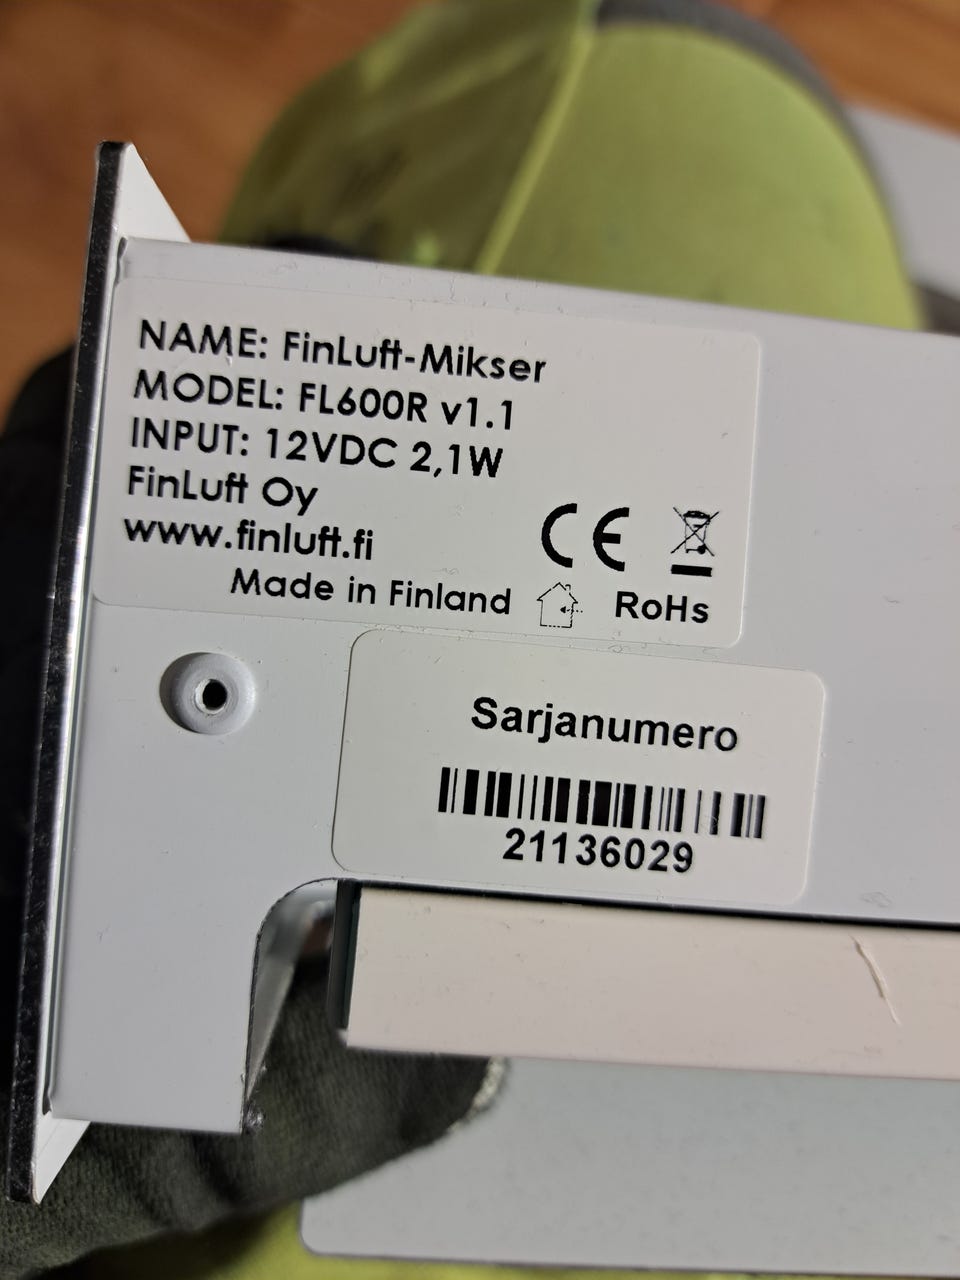 NAME: FinLuft-Mikser
MODEL: FL600R v1.1
INPUT: 12VDC 2,1W
FinLuft Oy
www.finluft.fi
CE
Made in Finland
RoHs
Sarjanumero
21136029